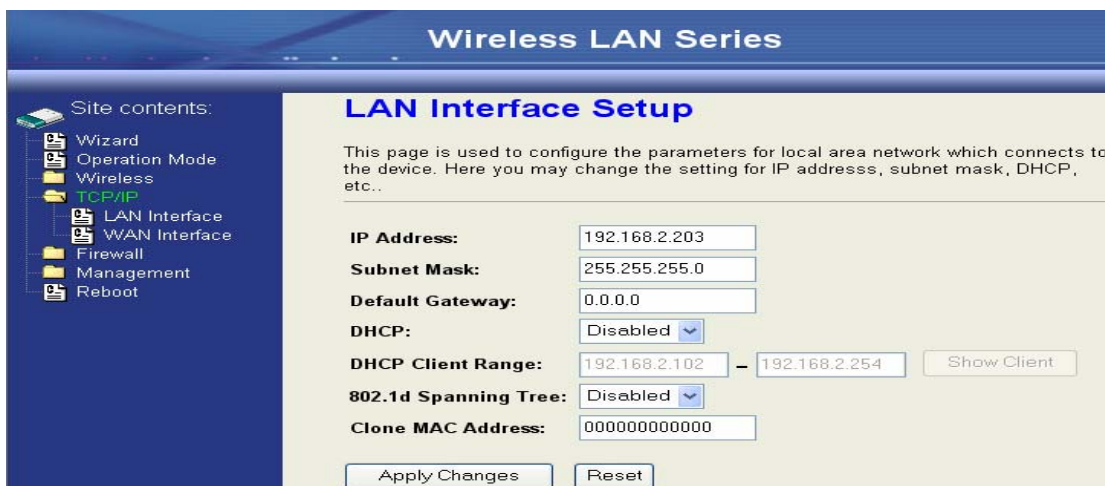 Wireless LAN Series
Site contents:
Wizard
Operation Mode
Wireless
TCP/IP
LAN Interface
WAN Interface
Firewall
Management
Reboot
LAN Interface Setup
This page is used to configure the parameters for local area network which connects to
the device. Here you may change the setting for IP addresss, subnet mask, DHCP,
etc..
IP Address: 192.168.2.203
Subnet Mask: 255.255.255.0
Default Gateway: 0.0.0.0
DHCP: Disabled
DHCP Client Range: 192.168.2.102 – 192.168.2.254 Show Client
802.1d Spanning Tree: Disabled
Clone MAC Address: 000000000000
Apply Changes Reset